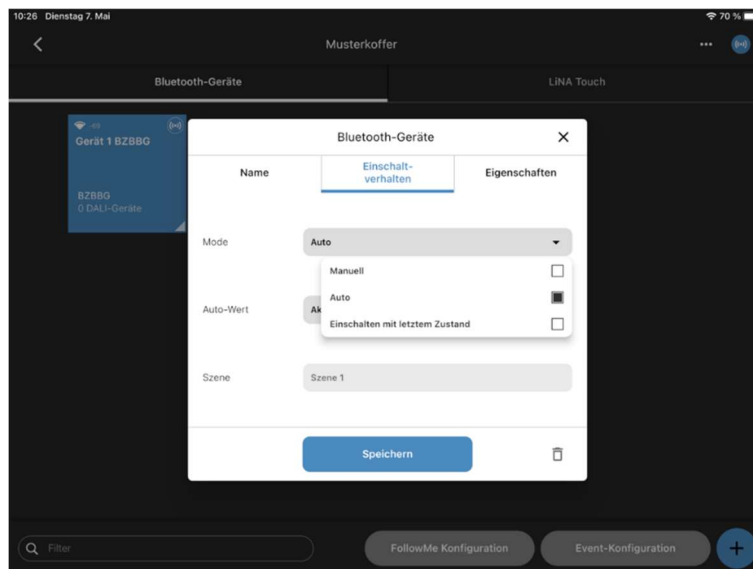 10:26 Dienstag 7. Mai
70 %
Musterkoffer
Bluetooth-Geräte
LiNA Touch
Gerät 1 BZBBG
BZBBG
0 DALI-Geräte
Bluetooth-Geräte
Name
Einschalt-
verhalten
Eigenschaften
Mode
Auto
Manuell
Auto
Einschalten mit letztem Zustand
Auto-Wert
Ak
Szene
Szene 1
Speichern
Filter
FollowMe Konfiguration
Event-Konfiguration